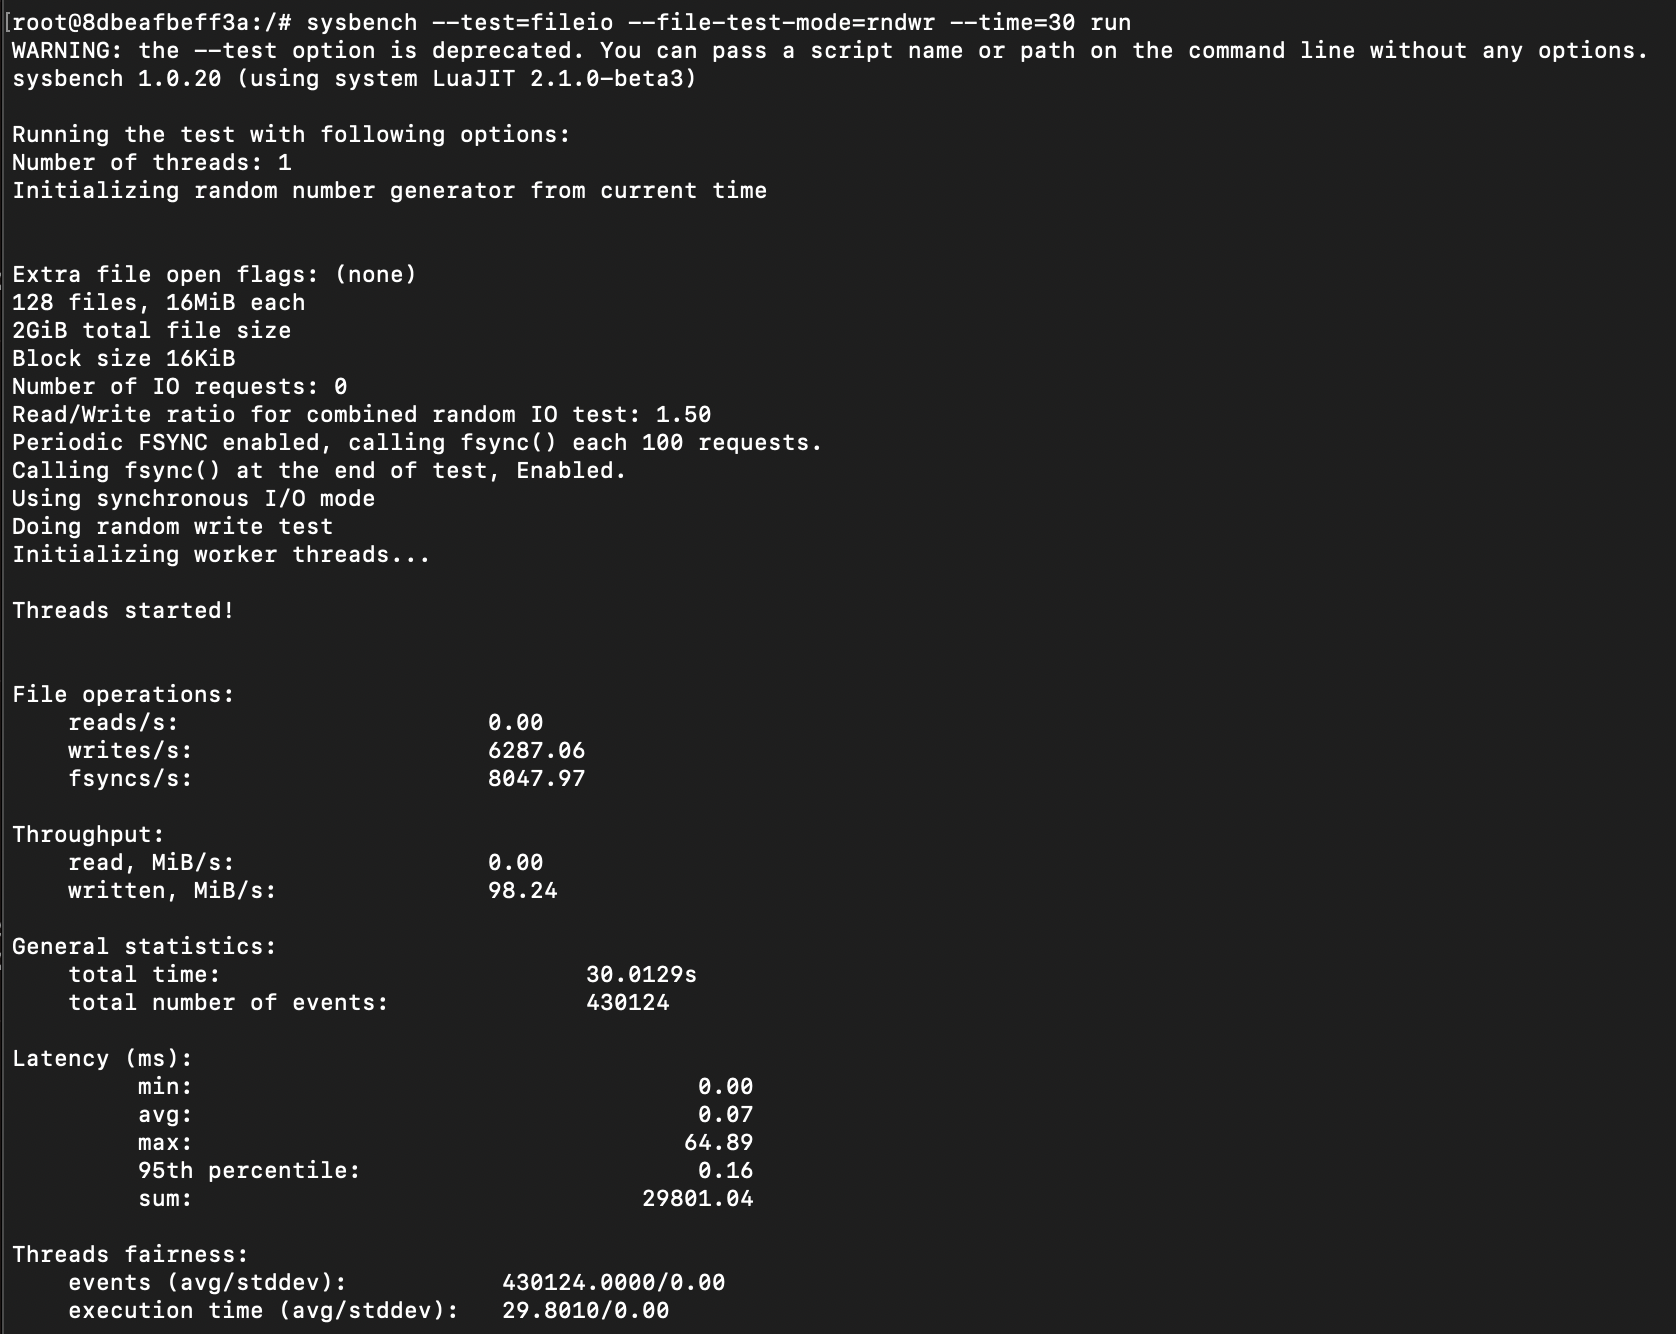 [root@8dbeafbeff3a:/# sysbench --test=fileio --file-test-mode=rndwr --time=30 run
WARNING: the --test option is deprecated. You can pass a script name or path on the command line without any options.
sysbench 1.0.20 (using system LuaJIT 2.1.0-beta3)
Running the test with following options:
Number of threads: 1
Initializing random number generator from current time
Extra file open flags: (none)
128 files, 16MiB each
2GiB total file size
Block size 16KiB
Number of IO requests: 0
Read/Write ratio for combined random IO test: 1.50
Periodic FSYNC enabled, calling fsync() each 100 requests.
Calling fsync() at the end of test, Enabled.
Using synchronous I/O mode
Doing random write test
Initializing worker threads...
Threads started!
File operations:
reads/s: 0.00
writes/s: 6287.06
fsyncs/s: 8047.97
Throughput:
read, MiB/s: 0.00
written, MiB/s: 98.24
General statistics:
total time: 30.0129s
total number of events: 430124
Latency (ms):
min: 0.00
avg: 0.07
max: 64.89
95th percentile: 0.16
sum: 29801.04
Threads fairness:
events (avg/stddev): 430124.0000/0.00
execution time (avg/stddev): 29.8010/0.00